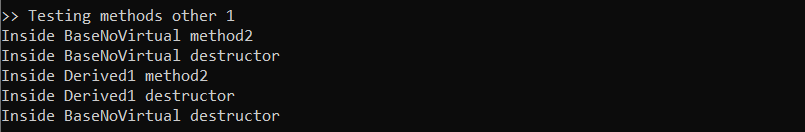 >> Testing methods other 1
Inside BaseNoVirtual method2
Inside BaseNoVirtual destructor
Inside Derived1 method2
Inside Derived1 destructor
Inside BaseNoVirtual destructor